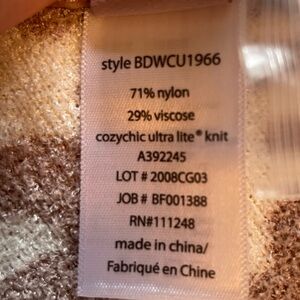 style BDWCU1966
71% nylon
29% viscose
cozychic ultra lite® knit
A392245
LOT # 2008CG03
JOB # BF001388
RN#111248
made in china/
Fabriqué en Chine